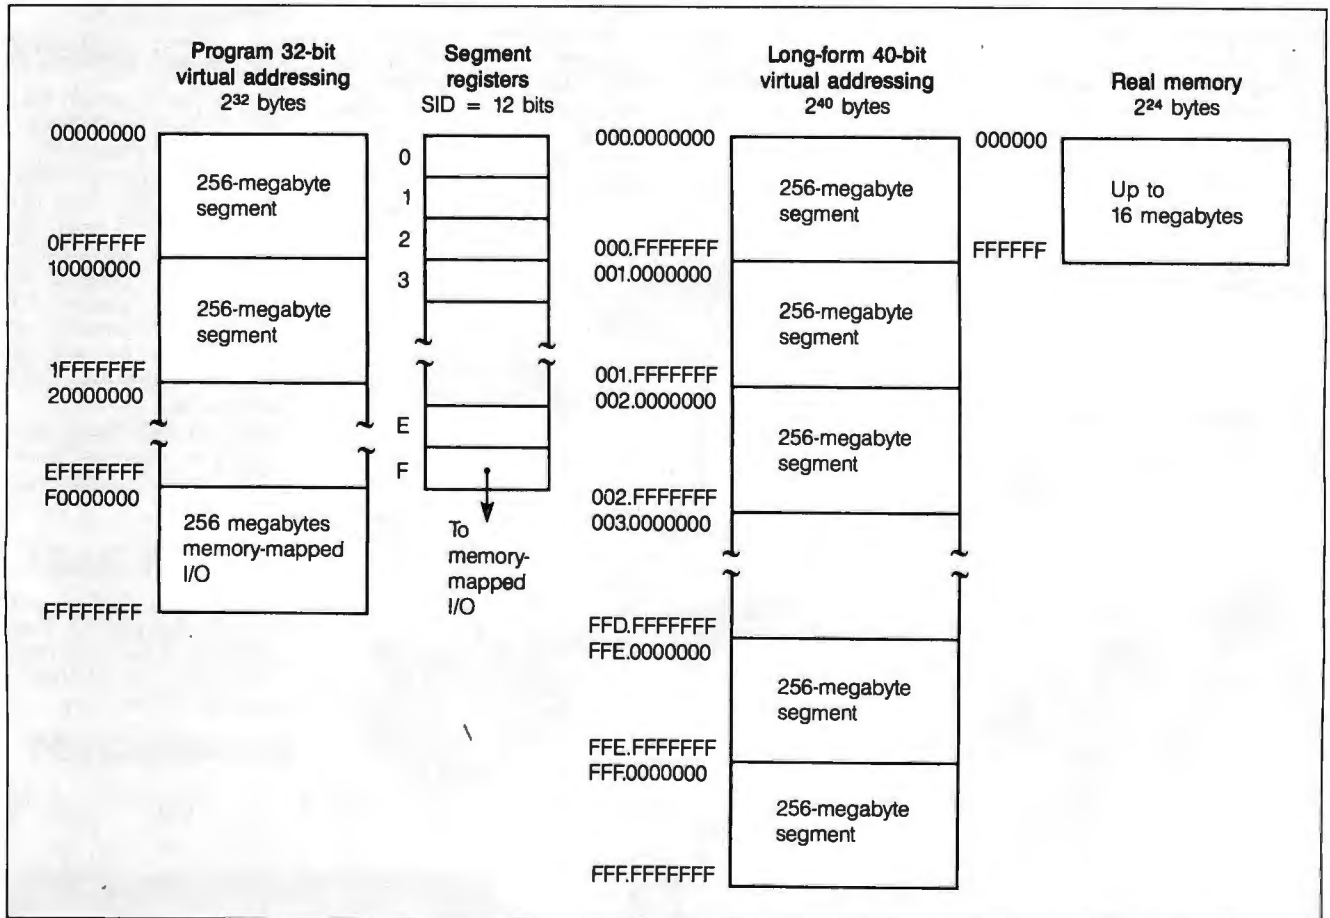 Program 32-bit
virtual addressing
2³² bytes
00000000
256-megabyte
segment
0FFFFFFF
10000000
256-megabyte
segment
1FFFFFFF
20000000
EFFFFFFF
F0000000
256 megabytes
memory-mapped
I/O
FFFFFFFF
Segment
registers
SID = 12 bits
0
1
2
3
E
F
To
memory-
mapped
I/O
Long-form 40-bit
virtual addressing
2⁴⁰ bytes
000.0000000
256-megabyte
segment
000.FFFFFFF
001.0000000
256-megabyte
segment
001.FFFFFFF
002.0000000
256-megabyte
segment
002.FFFFFFF
003.0000000
FFD.FFFFFFF
FFE.0000000
256-megabyte
segment
FFE.FFFFFFF
FFF.0000000
256-megabyte
segment
FFF.FFFFFFF
Real memory
2²⁴ bytes
000000
Up to
16 megabytes
FFFFFF